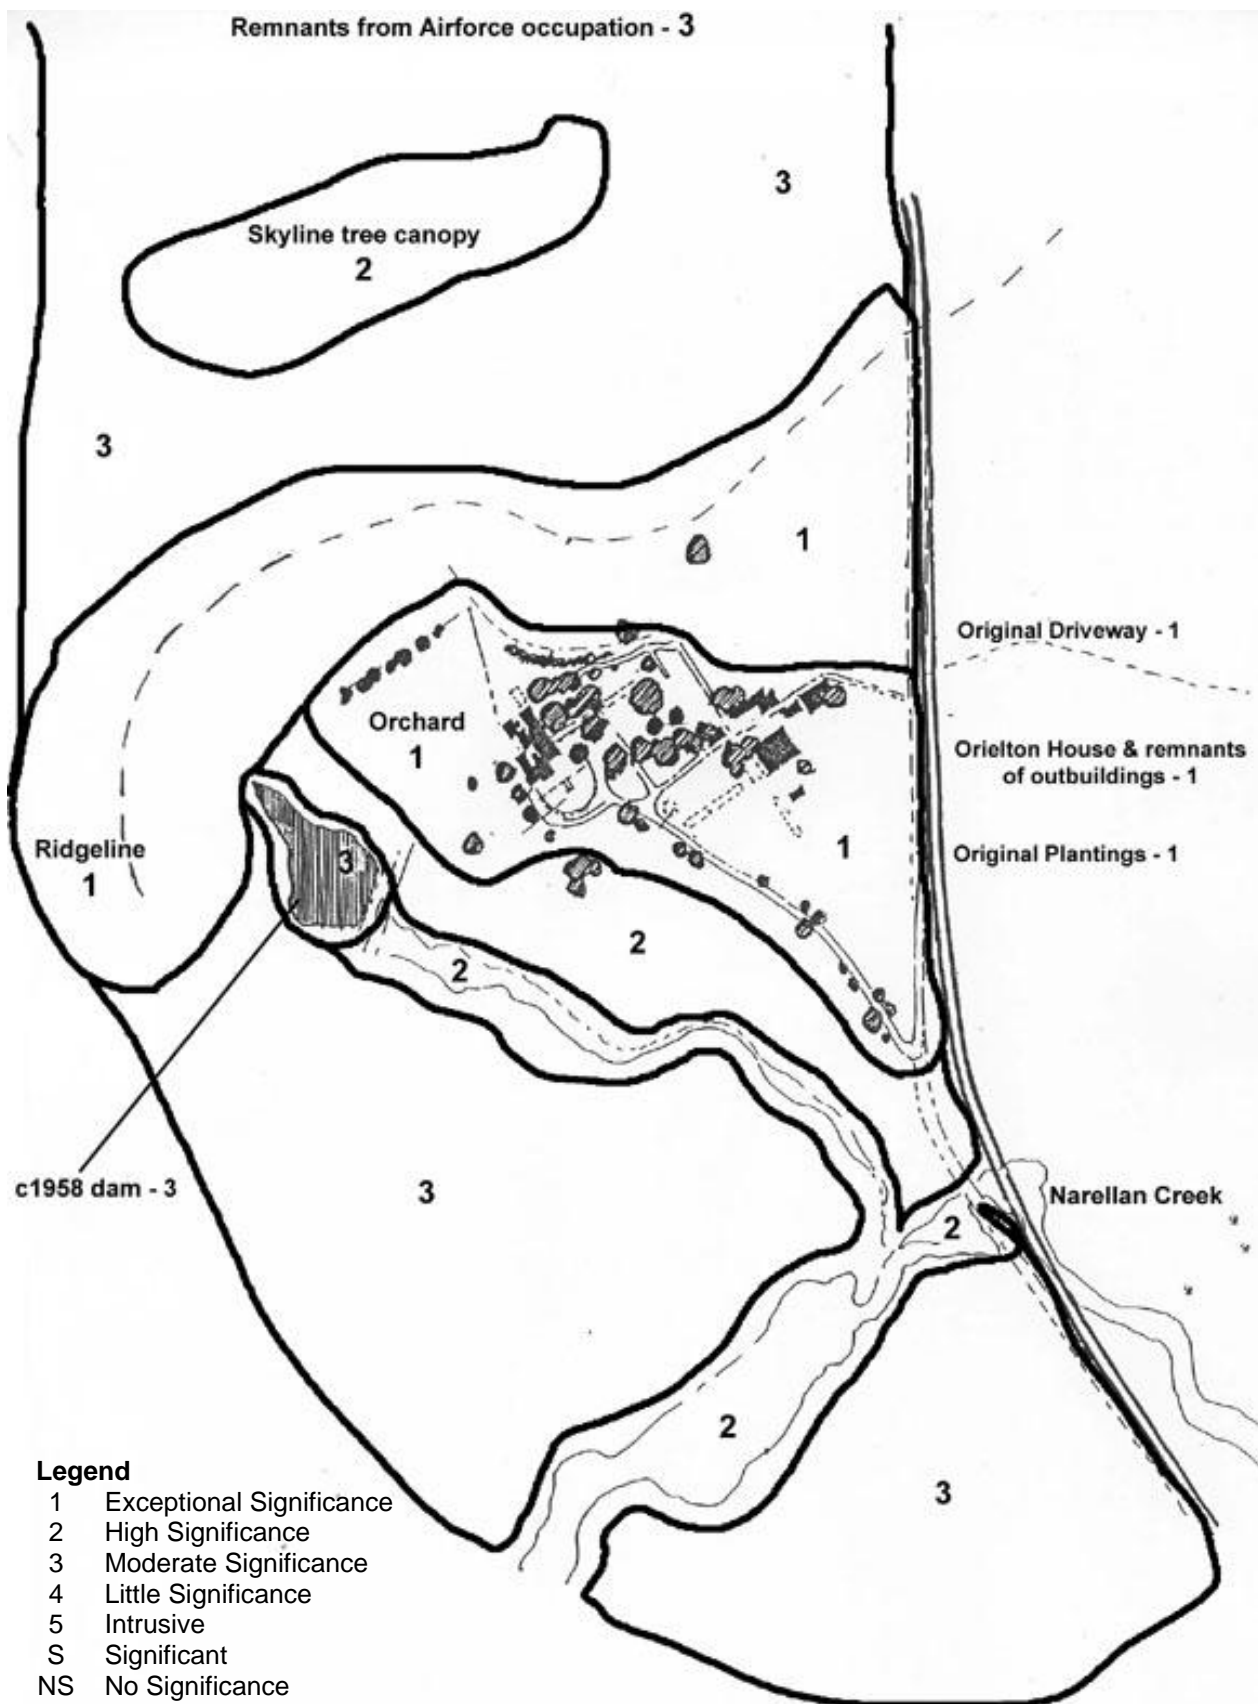 Remnants from Airforce occupation - 3
3
Skyline tree canopy
2
3
1
Original Driveway - 1
Orchard
1
Orielton House & remnants
of outbuildings - 1
Ridgeline
1
3
1
Original Plantings - 1
2
2
c1958 dam - 3
3
Narellan Creek
2
2
3
Legend
1 Exceptional Significance
2 High Significance
3 Moderate Significance
4 Little Significance
5 Intrusive
S Significant
NS No Significance